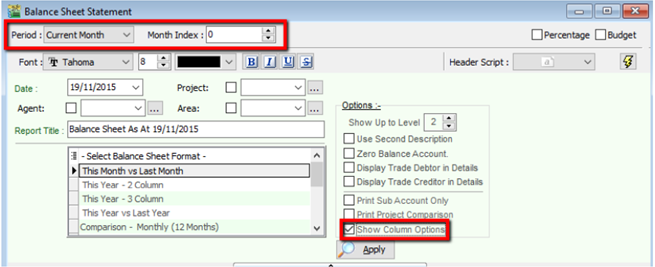 Balance Sheet Statement
Period : Current Month Month Index : 0 Percentage Budget
Font : Tahoma 8 B I U S Header Script : a
Date : 19/11/2015 Project: ...
Agent: ... Area: ...
Report Title : Balance Sheet As At 19/11/2015
- Select Balance Sheet Format -
This Month vs Last Month
This Year - 2 Column
This Year - 3 Column
This Year vs Last Year
Comparison - Monthly (12 Months)
Options :-
Show Up to Level 2
Use Second Description
Zero Balance Account.
Display Trade Debtor in Details
Display Trade Creditor in Details
Print Sub Account Only
Print Project Comparison
Show Column Options
Apply